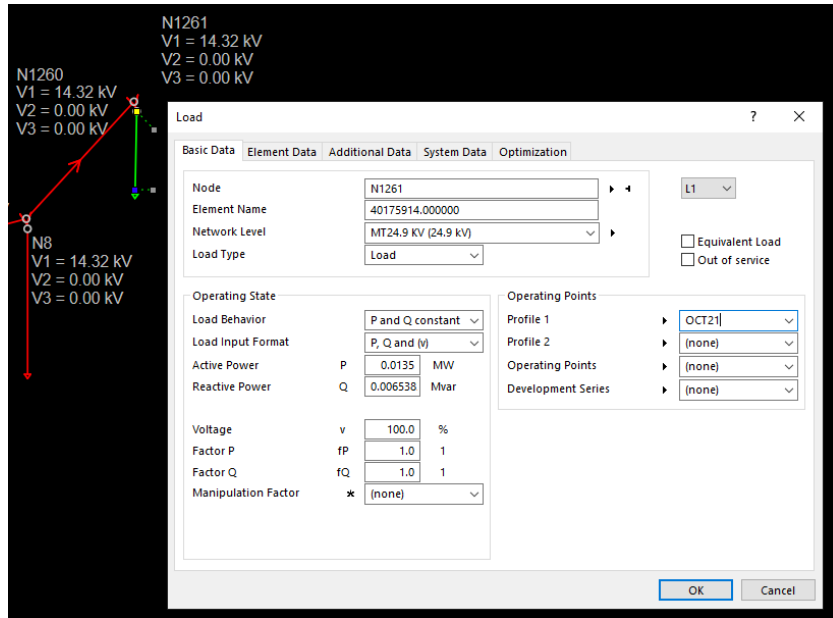 N1261
V1 = 14.32 kV
V2 = 0.00 kV
V3 = 0.00 kV
N1260
V1 = 14.32 kV
V2 = 0.00 kV
V3 = 0.00 kV
N8
V1 = 14.32 kV
V2 = 0.00 kV
V3 = 0.00 kV
Load ? ×
Basic Data Element Data Additional Data System Data Optimization
Node N1261 L1
Element Name 40175914.000000
Network Level MT24.9 KV (24.9 kV) Equivalent Load
Load Type Load Out of service
Operating State
Load Behavior P and Q constant
Load Input Format P, Q and (v)
Active Power P 0.0135 MW
Reactive Power Q 0.006538 Mvar
Voltage v 100.0 %
Factor P fP 1.0 1
Factor Q fQ 1.0 1
Manipulation Factor * (none)
Operating Points
Profile 1 OCT21
Profile 2 (none)
Operating Points (none)
Development Series (none)
OK Cancel